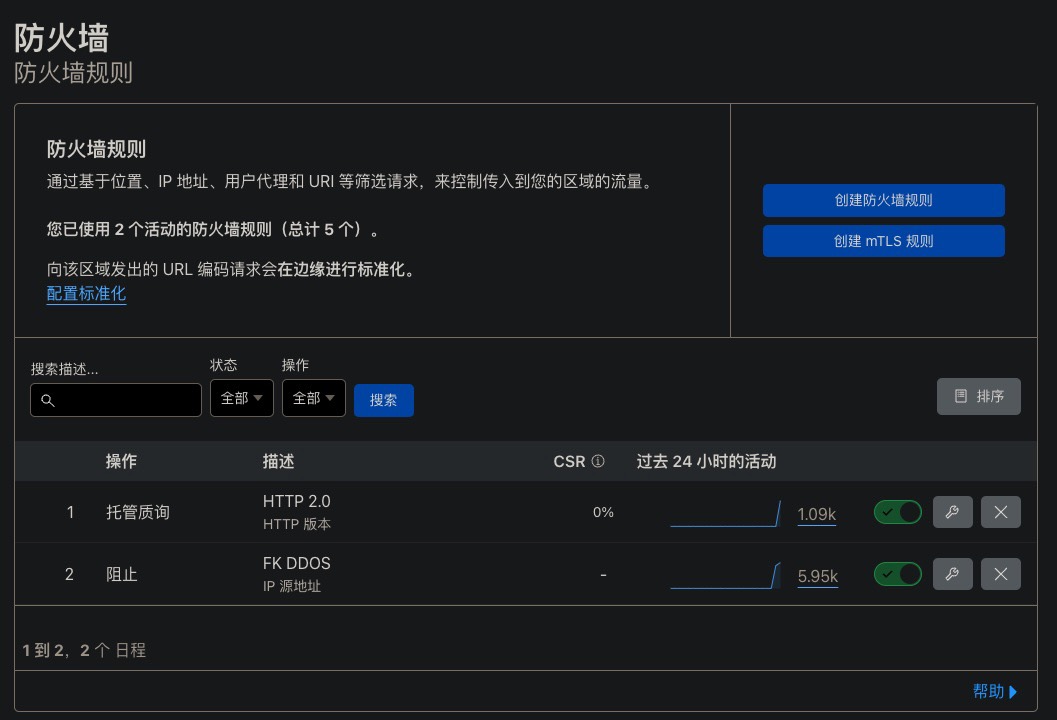 防火墙
防火墙规则
防火墙规则
通过基于位置、IP 地址、用户代理和 URI 等筛选请求，来控制传入到您的区域的流量。
您已使用 2 个活动的防火墙规则（总计 5 个）。
向该区域发出的 URL 编码请求会在边缘进行标准化。
配置标准化
创建防火墙规则
创建 mTLS 规则
搜索描述...
状态
操作
全部
全部
搜索
排序
操作 描述 CSR 过去 24 小时的活动
1 托管质询 HTTP 2.0 0% 1.09k
HTTP 版本
2 阻止 FK DDOS - 5.95k
IP 源地址
1 到 2，2 个 日程
帮助